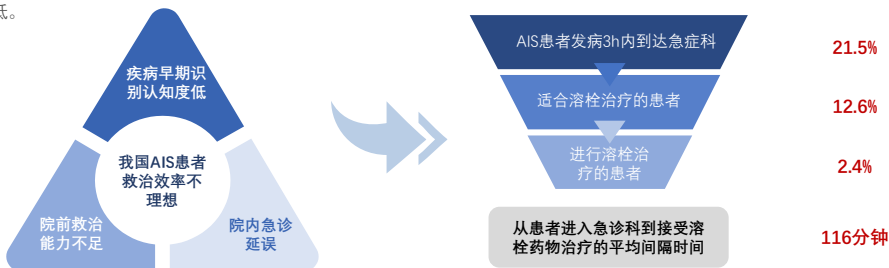 低。
疾病早期识
别认知度低
我国AIS患者
救治效率不
理想
院前救治
能力不足
院内急诊
延误
AIS患者发病3h内到达急症科
21.5%
适合溶栓治疗的患者
12.6%
进行溶栓治
疗的患者
2.4%
从患者进入急诊科到接受溶
栓药物治疗的平均间隔时间
116分钟